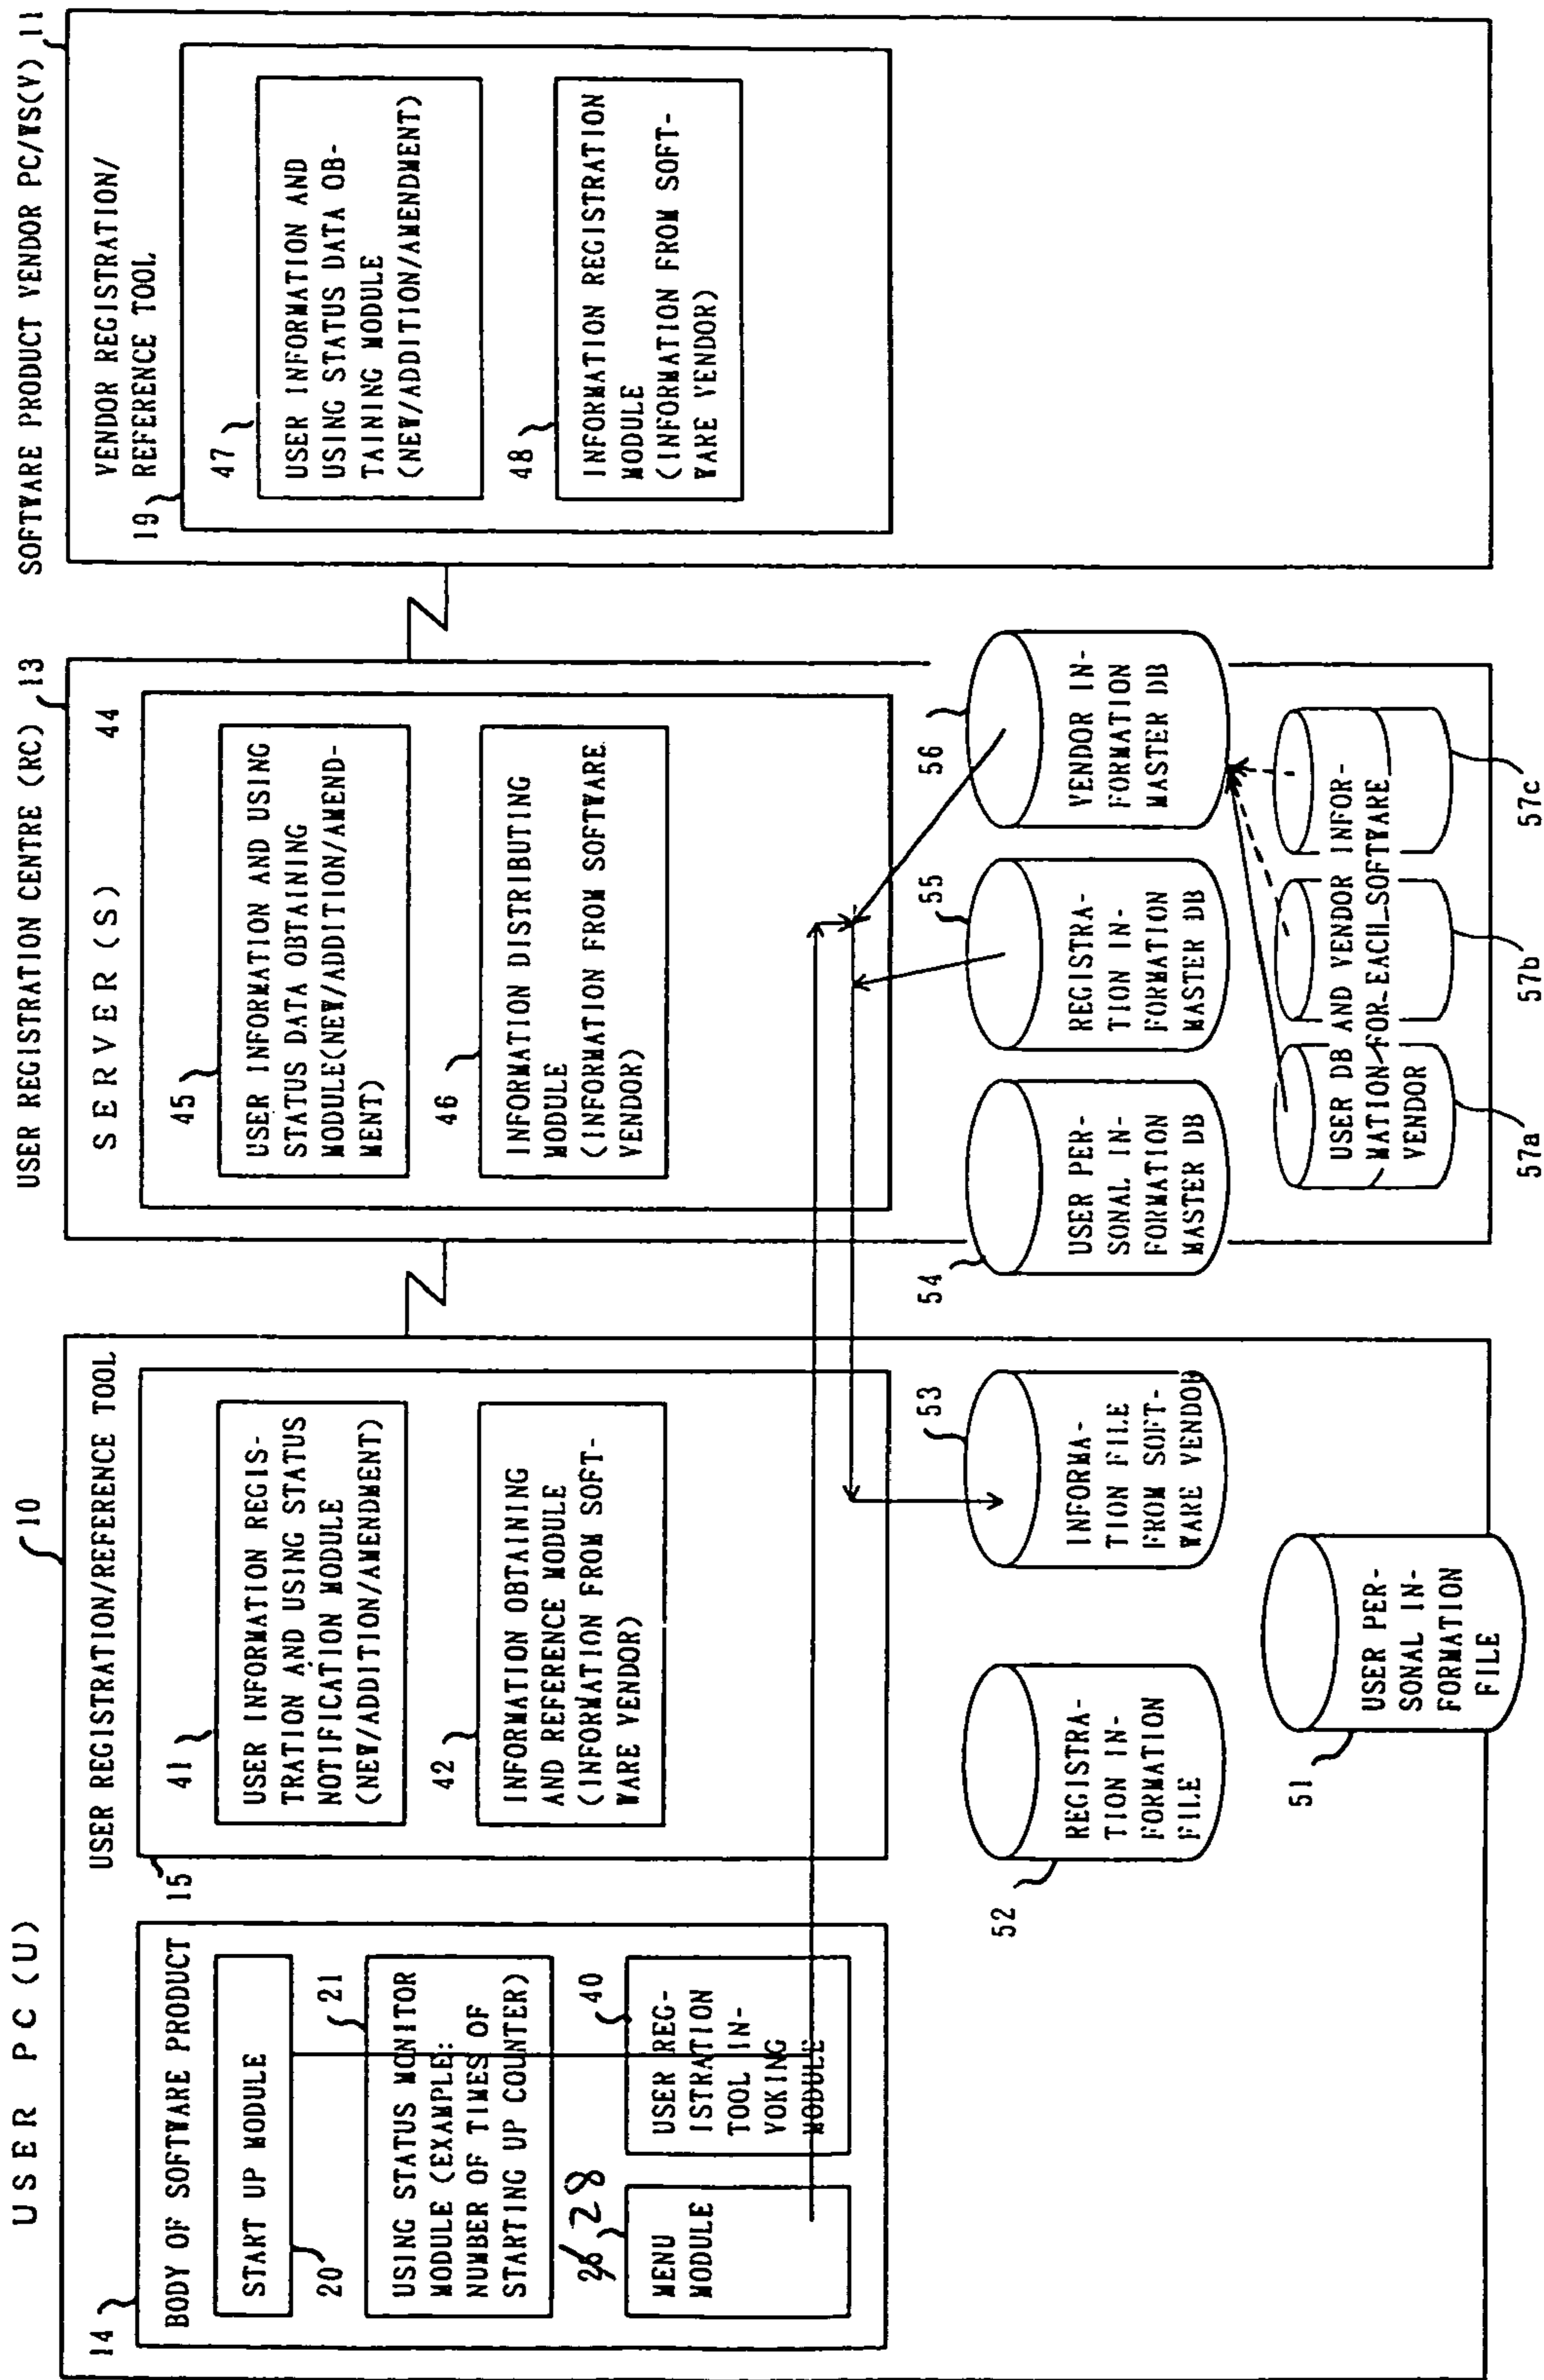 USER PC (U)
10
14
BODY OF SOFTWARE PRODUCT
START UP MODULE
20
21
USING STATUS MONITOR
MODULE (EXAMPLE:
NUMBER OF TIMES OF
STARTING UP COUNTER)
28
MENU
MODULE
40
USER REG-
ISTRATION
TOOL IN-
VOKING
MODULE
15
USER REGISTRATION/REFERENCE TOOL
41
USER INFORMATION REGIS-
TRATION AND USING STATUS
NOTIFICATION MODULE
(NEW/ADDITION/AMENDMENT)
42
INFORMATION OBTAINING
AND REFERENCE MODULE
(INFORMATION FROM SOFT-
WARE VENDOR)
52
REGISTRA-
TION IN-
FORMATION
FILE
53
INFORMA-
TION FILE
FROM SOFT-
WARE VENDOR
51
USER PER-
SONAL IN-
FORMATION
FILE
USER REGISTRATION CENTRE (RC) 13
SERVER (S)
44
45
USER INFORMATION AND USING
STATUS DATA OBTAINING
MODULE(NEW/ADDITION/AMEND-
MENT)
46
INFORMATION DISTRIBUTING
MODULE
(INFORMATION FROM SOFTWARE
VENDOR)
54
USER PER-
SONAL IN-
FORMATION
MASTER DB
55
REGISTRA-
TION IN-
FORMATION
MASTER DB
56
VENDOR IN-
FORMATION
MASTER DB
USER DB AND VENDOR INFOR-
MATION FOR EACH SOFTWARE
VENDOR
57a
57b
57c
SOFTWARE PRODUCT VENDOR PC/WS(V) 11
VENDOR REGISTRATION/
REFERENCE TOOL
19
47
USER INFORMATION AND
USING STATUS DATA OB-
TAINING MODULE
(NEW/ADDITION/AMENDMENT)
48
INFORMATION REGISTRATION
MODULE
(INFORMATION FROM SOFT-
WARE VENDOR)